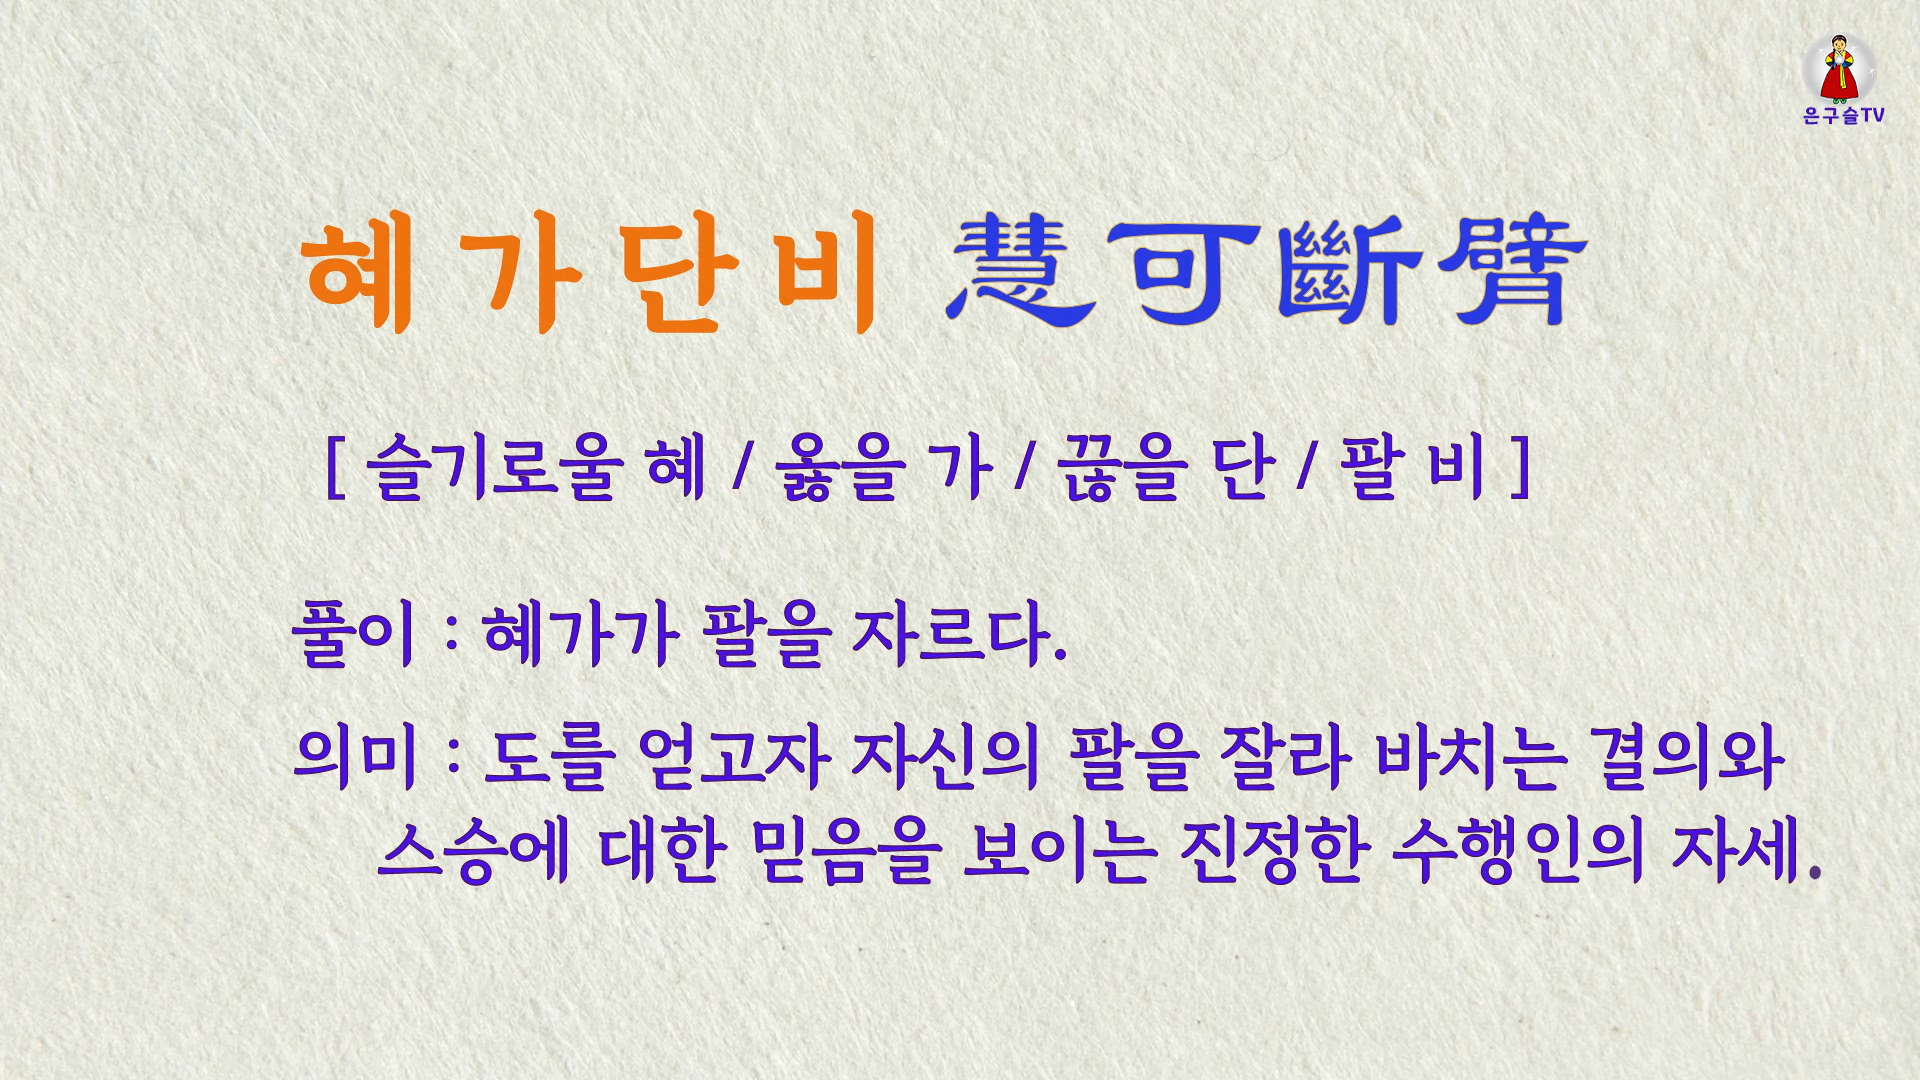 은구슬TV
혜가단비 慧可斷臂
[ 슬기로울 혜 / 옳을 가 / 끊을 단 / 팔 비 ]
풀이 : 혜가가 팔을 자르다.
의미 : 도를 얻고자 자신의 팔을 잘라 바치는 결의와
스승에 대한 믿음을 보이는 진정한 수행인의 자세.